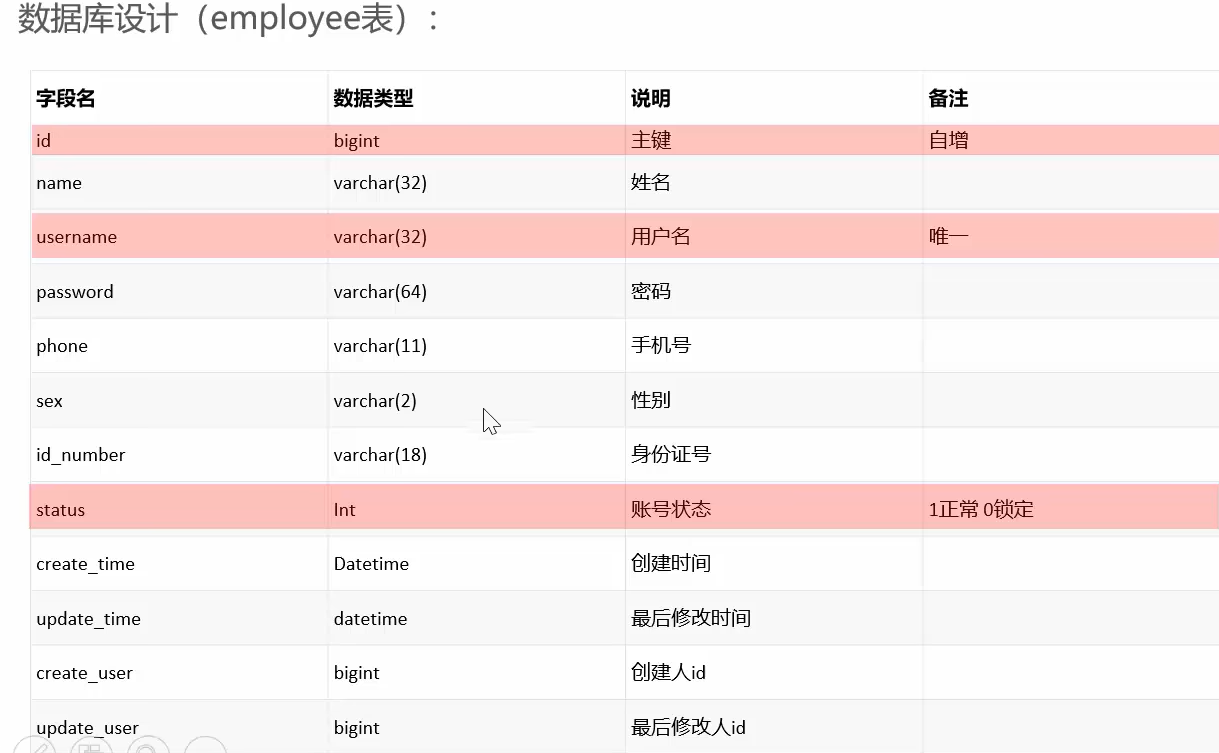 数据库设计（employee表）：
字段名 数据类型 说明 备注
id bigint 主键 自增
name varchar(32) 姓名
username varchar(32) 用户名 唯一
password varchar(64) 密码
phone varchar(11) 手机号
sex varchar(2) 性别
id_number varchar(18) 身份证号
status Int 账号状态 1正常 0锁定
create_time Datetime 创建时间
update_time datetime 最后修改时间
create_user bigint 创建人id
update_user bigint 最后修改人id